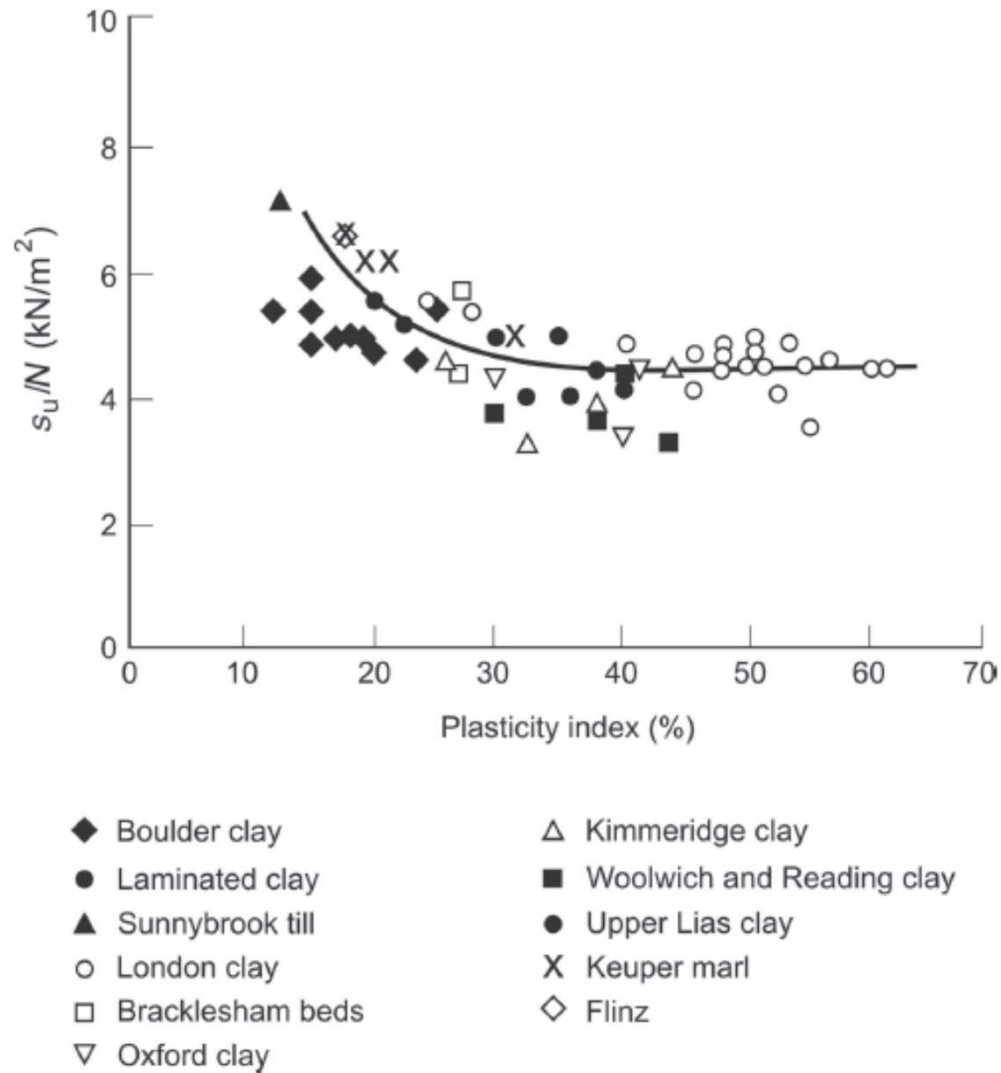 10
8
6
4
2
0
s_u/N (kN/m²)
0 10 20 30 40 50 60 70
Plasticity index (%)
Boulder clay
Laminated clay
Sunnybrook till
London clay
Bracklesham beds
Oxford clay
Kimmeridge clay
Woolwich and Reading clay
Upper Lias clay
Keuper marl
Flinz